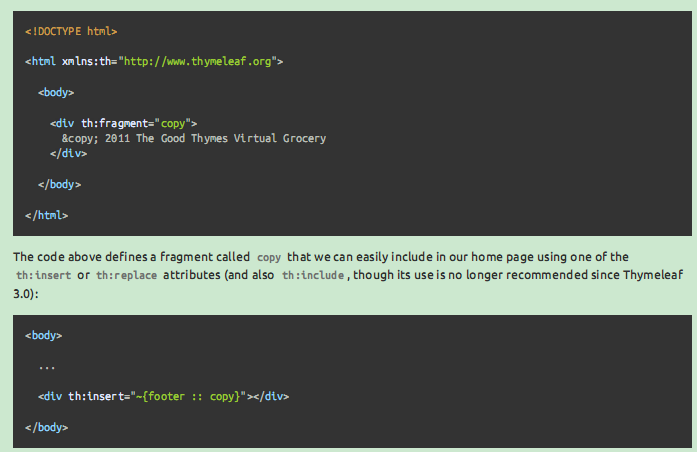 <!DOCTYPE html>
<html xmlns:th="http://www.thymeleaf.org">
<body>
<div th:fragment="copy">
&copy; 2011 The Good Thymes Virtual Grocery
</div>
</body>
</html>
The code above defines a fragment called copy that we can easily include in our home page using one of the
th:insert or th:replace attributes (and also th:include, though its use is no longer recommended since Thymeleaf
3.0):
<body>
...
<div th:insert="~{footer :: copy}"></div>
</body>